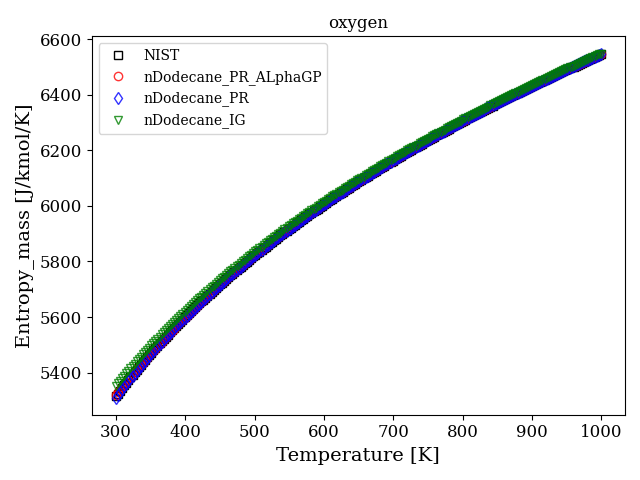 oxygen
6600
6400
6200
6000
5800
5600
5400
Entropy_mass [J/kmol/K]
NIST
nDodecane_PR_ALphaGP
nDodecane_PR
nDodecane_IG
300 400 500 600 700 800 900 1000
Temperature [K]